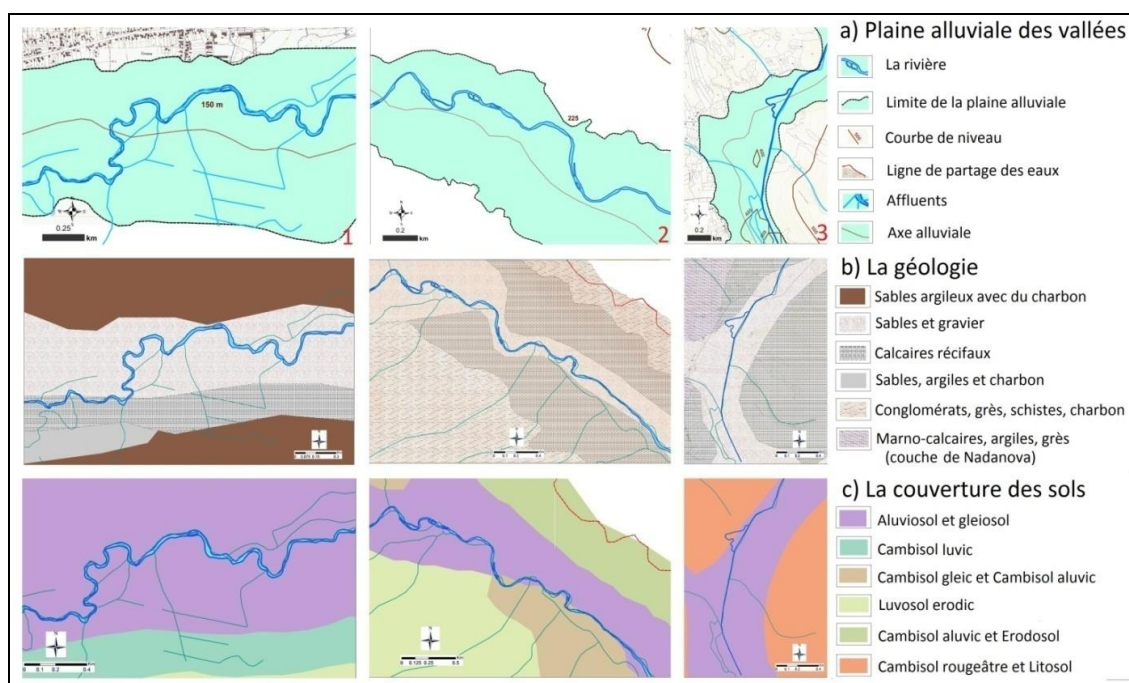 a) Plaine alluviale des vallées
La rivière
Limite de la plaine alluviale
Courbe de niveau
Ligne de partage des eaux
Affluents
Axe alluviale
150 m
0.25
km
1
225
0.2
km
2
0.2
km
3
b) La géologie
Sables argileux avec du charbon
Sables et gravier
Calcaires récifaux
Sables, argiles et charbon
Conglomérats, grès, schistes, charbon
Marno-calcaires, argiles, grès
(couche de Nadanova)
c) La couverture des sols
Aluviosol et gleiosol
Cambisol luvic
Cambisol gleic et Cambisol aluvic
Luvosol erodic
Cambisol aluvic et Erodosol
Cambisol rougeâtre et Litosol
0 0.1 0.2 0.4
0 0.125 0.25 0.5